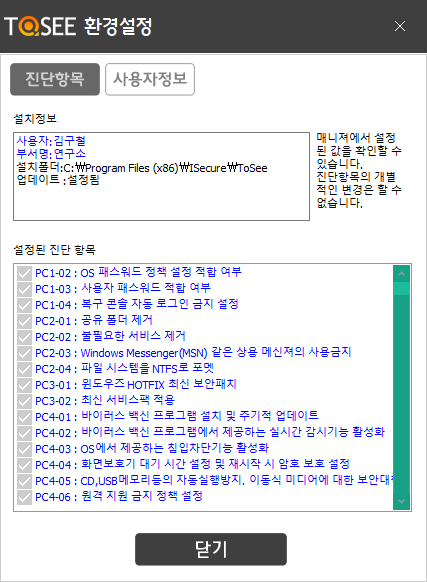 TOSEE 환경설정
진단항목 사용자정보
설치정보
사용자:김구철
부서명:연구소
설치폴더:C:₩Program Files (x86)₩ISecure₩ToSee
업데이트 :설정됨
매니져에서 설정
된 값을 확인할 수
있습니다.
진단항목의 개별
적인 변경은 할 수
없습니다.
설정된 진단 항목
PC1-02 : OS 패스워드 정책 설정 적합 여부
PC1-03 : 사용자 패스워드 적합 여부
PC1-04 : 복구 콘솔 자동 로그인 금지 설정
PC2-01 : 공유 폴더 제거
PC2-02 : 불필요한 서비스 제거
PC2-03 : Windows Messenger(MSN) 같은 상용 메신져의 사용금지
PC2-04 : 파일 시스템을 NTFS로 포멧
PC3-01 : 윈도우즈 HOTFIX 최신 보안패치
PC3-02 : 최신 서비스팩 적용
PC4-01 : 바이러스 백신 프로그램 설치 및 주기적 업데이트
PC4-02 : 바이러스 백신 프로그램에서 제공하는 실시간 감시기능 활성화
PC4-03 : OS에서 제공하는 침입차단기능 활성화
PC4-04 : 화면보호기 대기 시간 설정 및 재시작 시 암호 보호 설정
PC4-05 : CD,USB메모리등의 자동실행방지, 이동식 미디어에 대한 보안대
PC4-06 : 원격 지원 금지 정책 설정
닫기